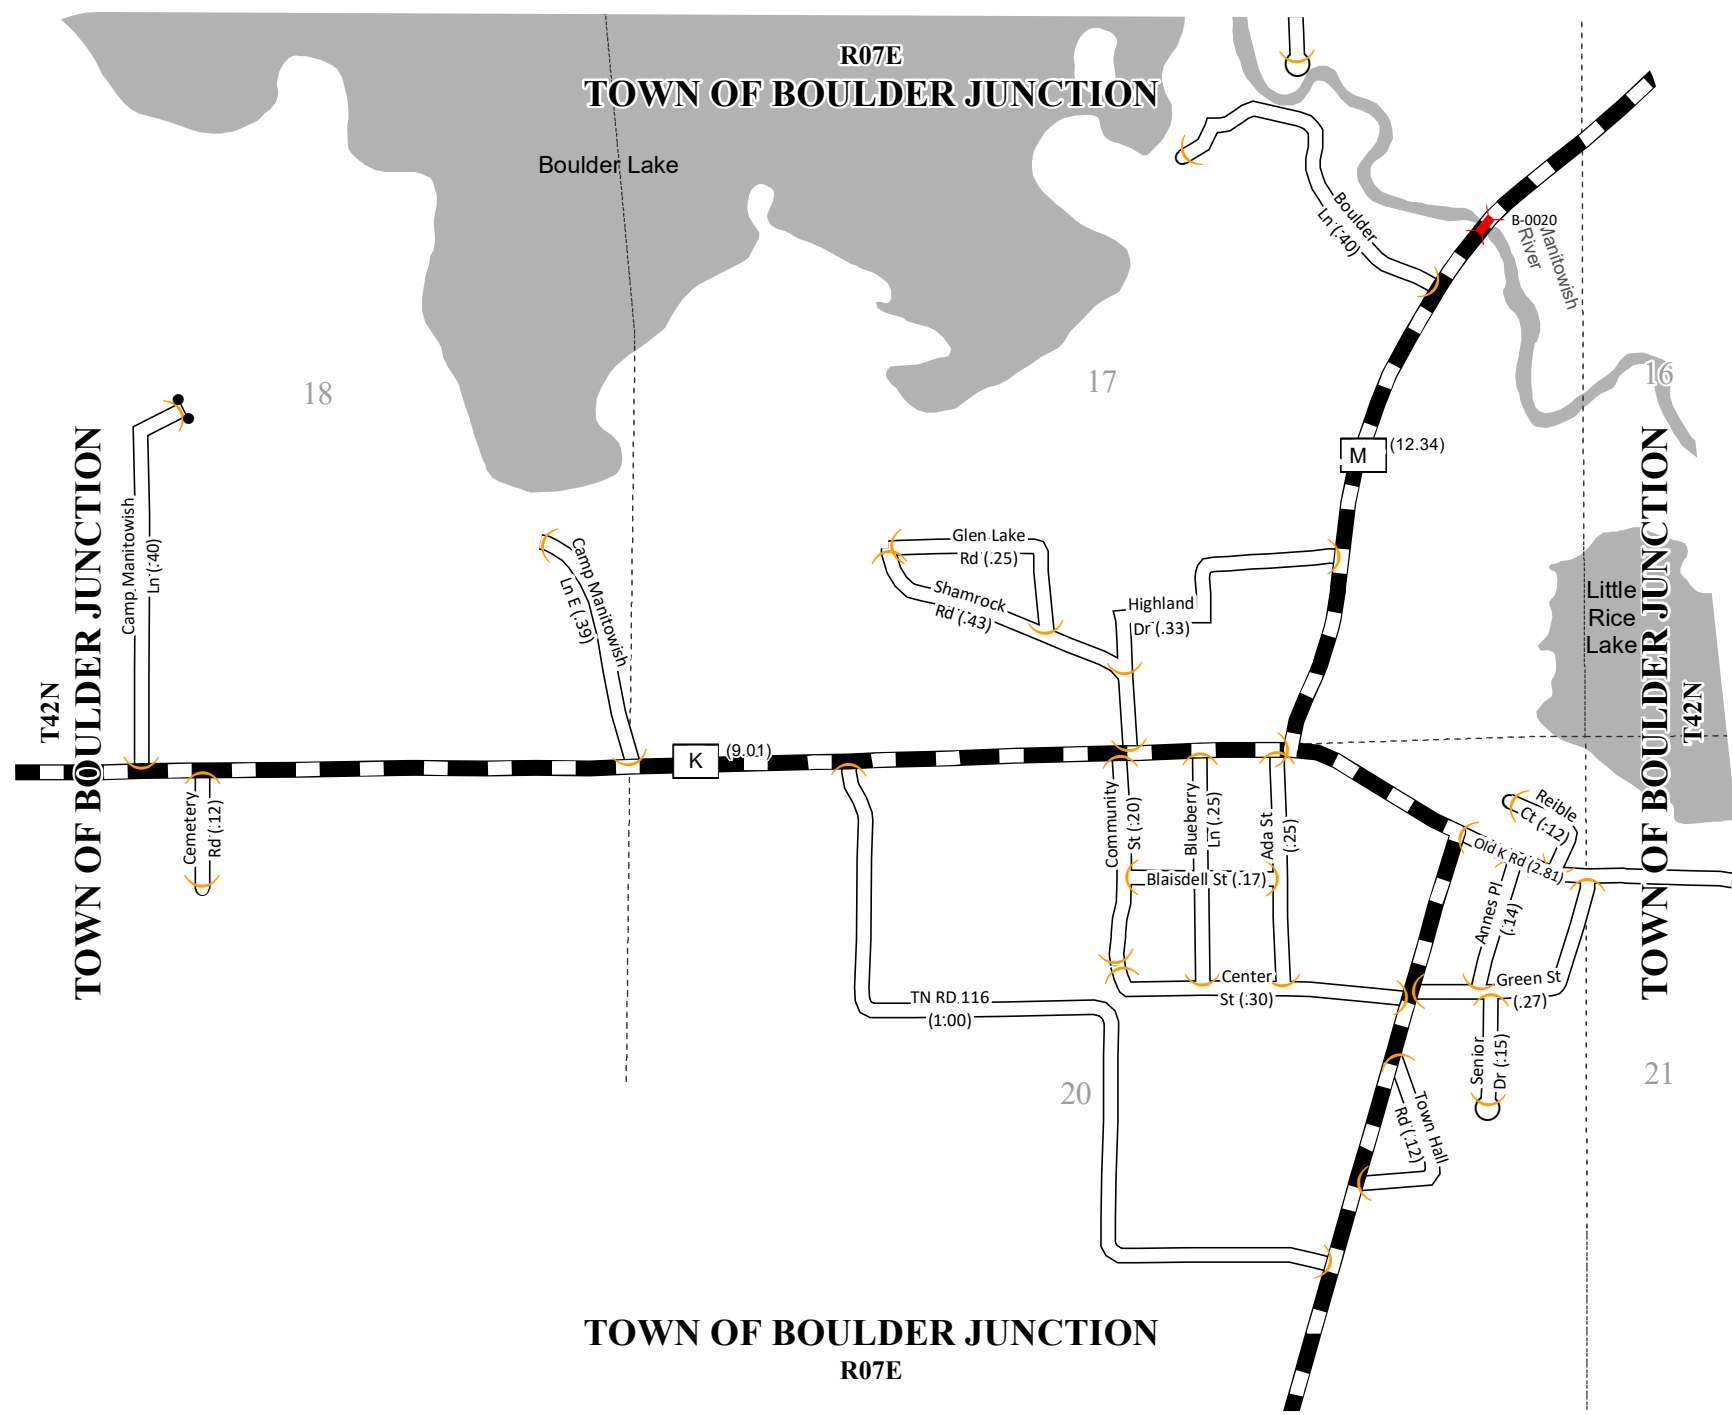 R07E
TOWN OF BOULDER JUNCTION
Boulder Lake
Boulder
Ln (.40)
B-0020
Manitowish
River
18
17
16
M
(12.34)
TOWN OF BOULDER JUNCTION
T42N
Camp Manitowish
Ln (.40)
Camp Manitowish
Ln E (.39)
Glen Lake
Rd (.25)
Shamrock
Rd (.43)
Highland
Dr (.33)
Little
Rice
Lake
TOWN OF BOULDER JUNCTION
T42N
K
(9.01)
Cemetery
Rd (.12)
Community
St (.20)
Blueberry
Ln (.25)
Ada St
(.25)
Blaisdell St (.17)
Reible
Ct (.12)
Old K Rd (2.81)
Annes Pl
(.14)
Center
St (.30)
Green St
(.27)
TN RD 116
(1.00)
Senior
Dr (.15)
20
21
Town Hall
Rd (.12)
TOWN OF BOULDER JUNCTION
R07E